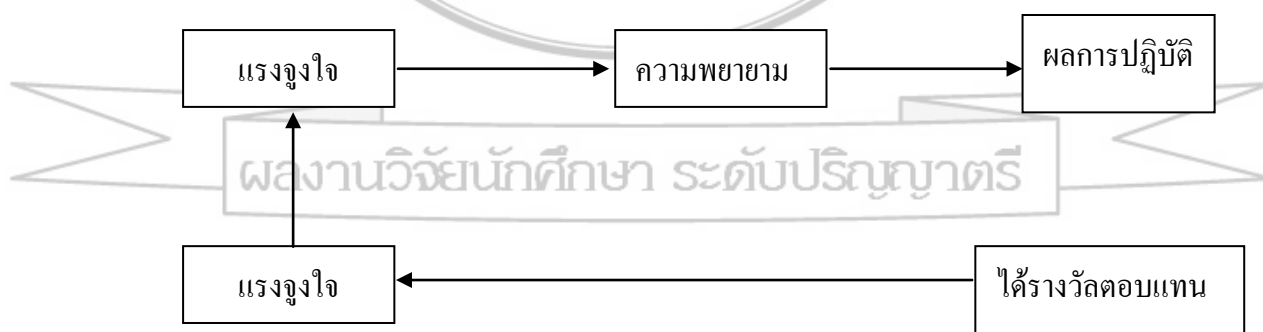 แรงจูงใจ
ความพยายาม
ผลการปฏิบัติ
ผลงานวิจัยนักศึกษา ระดับปริญญาตรี
แรงจูงใจ
ได้รางวัลตอบแทน